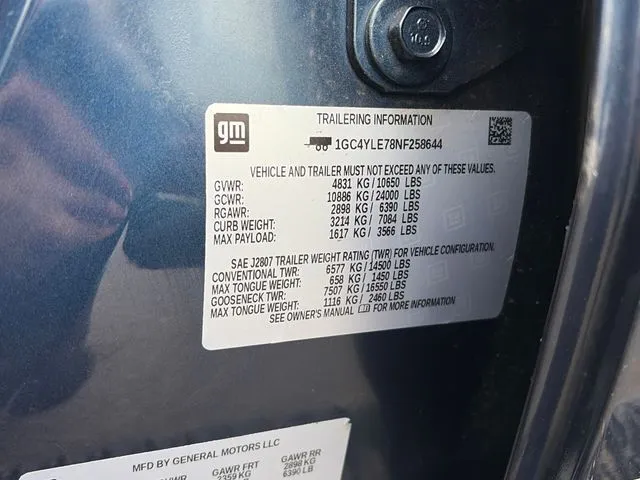 10.9
gm
TRAILERING INFORMATION
1GC4YLE78NF258644
VEHICLE AND TRAILER MUST NOT EXCEED ANY OF THESE VALUES.
GVWR: 4831 KG/10650 LBS
GCWR: 10886 KG/24000 LBS
RGAWR: 2898 KG/ 6390 LBS
CURB WEIGHT: 3214 KG/ 7084 LBS
MAX PAYLOAD: 1617 KG/ 3566 LBS
SAE J2807 TRAILER WEIGHT RATING (TWR) FOR VEHICLE CONFIGURATION.
CONVENTIONAL TWR: 6577 KG/14500 LBS
MAX TONGUE WEIGHT: 658 KG/ 1450 LBS
GOOSENECK TWR: 7507 KG/16550 LBS
MAX TONGUE WEIGHT: 1116 KG/ 2460 LBS
SEE OWNER'S MANUAL FOR MORE INFORMATION
MFD BY GENERAL MOTORS LLC
GVWR GAWR FRT GAWR RR
2359 KG 2898 KG
LB 6390 LB